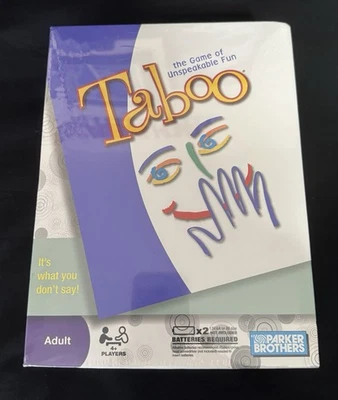 the Game of
Unspeakable Fun
Taboo
It's
what you
don't say!
Adult
4+
PLAYERS
x2
BATTERIES REQUIRED
PARKER
BROTHERS